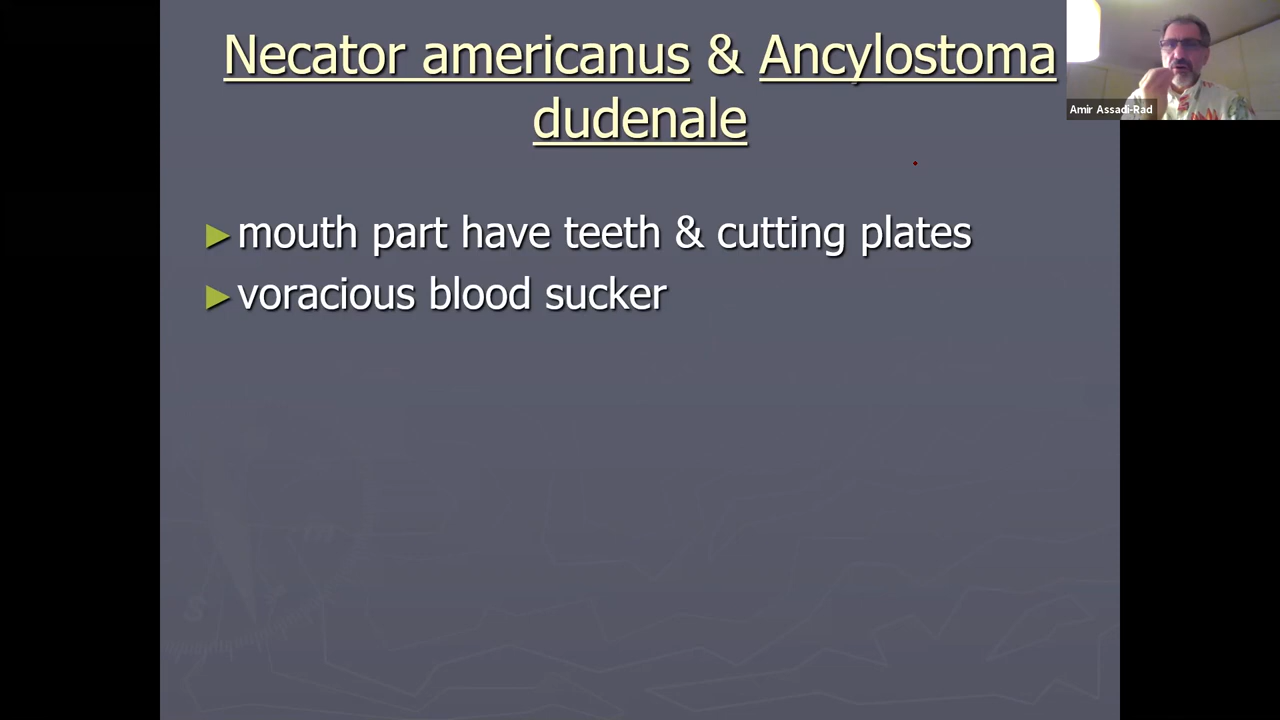 Necator americanus & Ancylostoma
dudenale
Amir Assadi-Rad
mouth part have teeth & cutting plates
voracious blood sucker